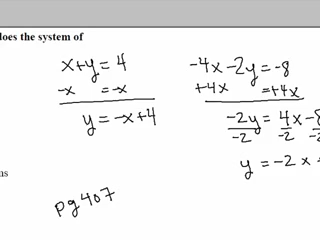 does the system of
x+y=4
-x =-x
y=-x+4
-4x-2y=-8
+4x =+4x
-2y = 4x-8
-2 -2 -2
y=-2x+
ns
pg 407